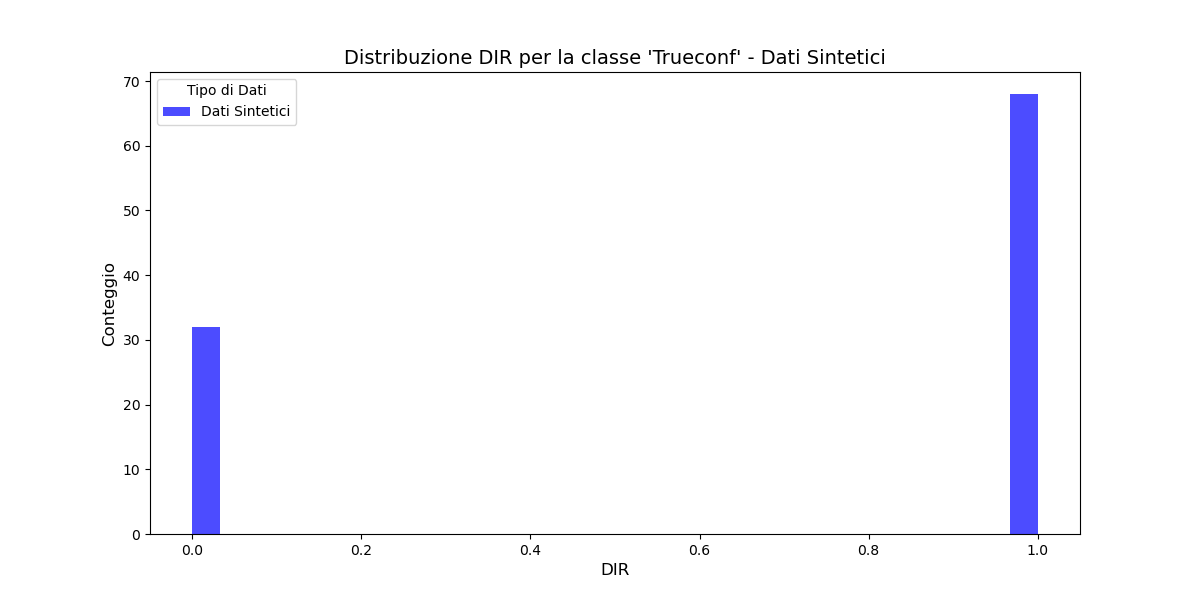 Distribuzione DIR per la classe 'Trueconf' - Dati Sintetici
Tipo di Dati
Dati Sintetici
70
60
50
40
30
20
10
0
Conteggio
0.0 0.2 0.4 0.6 0.8 1.0
DIR